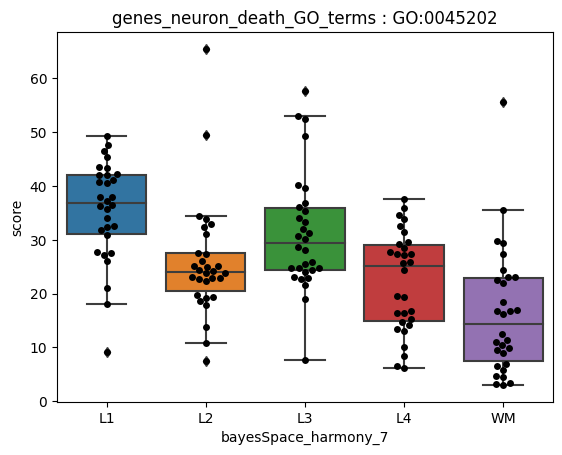 genes_neuron_death_GO_terms : GO:0045202
score
60
50
40
30
20
10
0
L1 L2 L3 L4 WM
bayesSpace_harmony_7